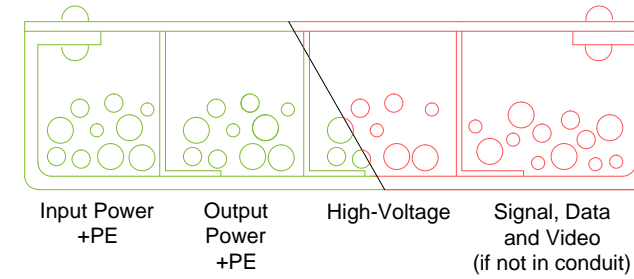 Input Power
+PE
Output
Power
+PE
High-Voltage
Signal, Data
and Video
(if not in conduit)